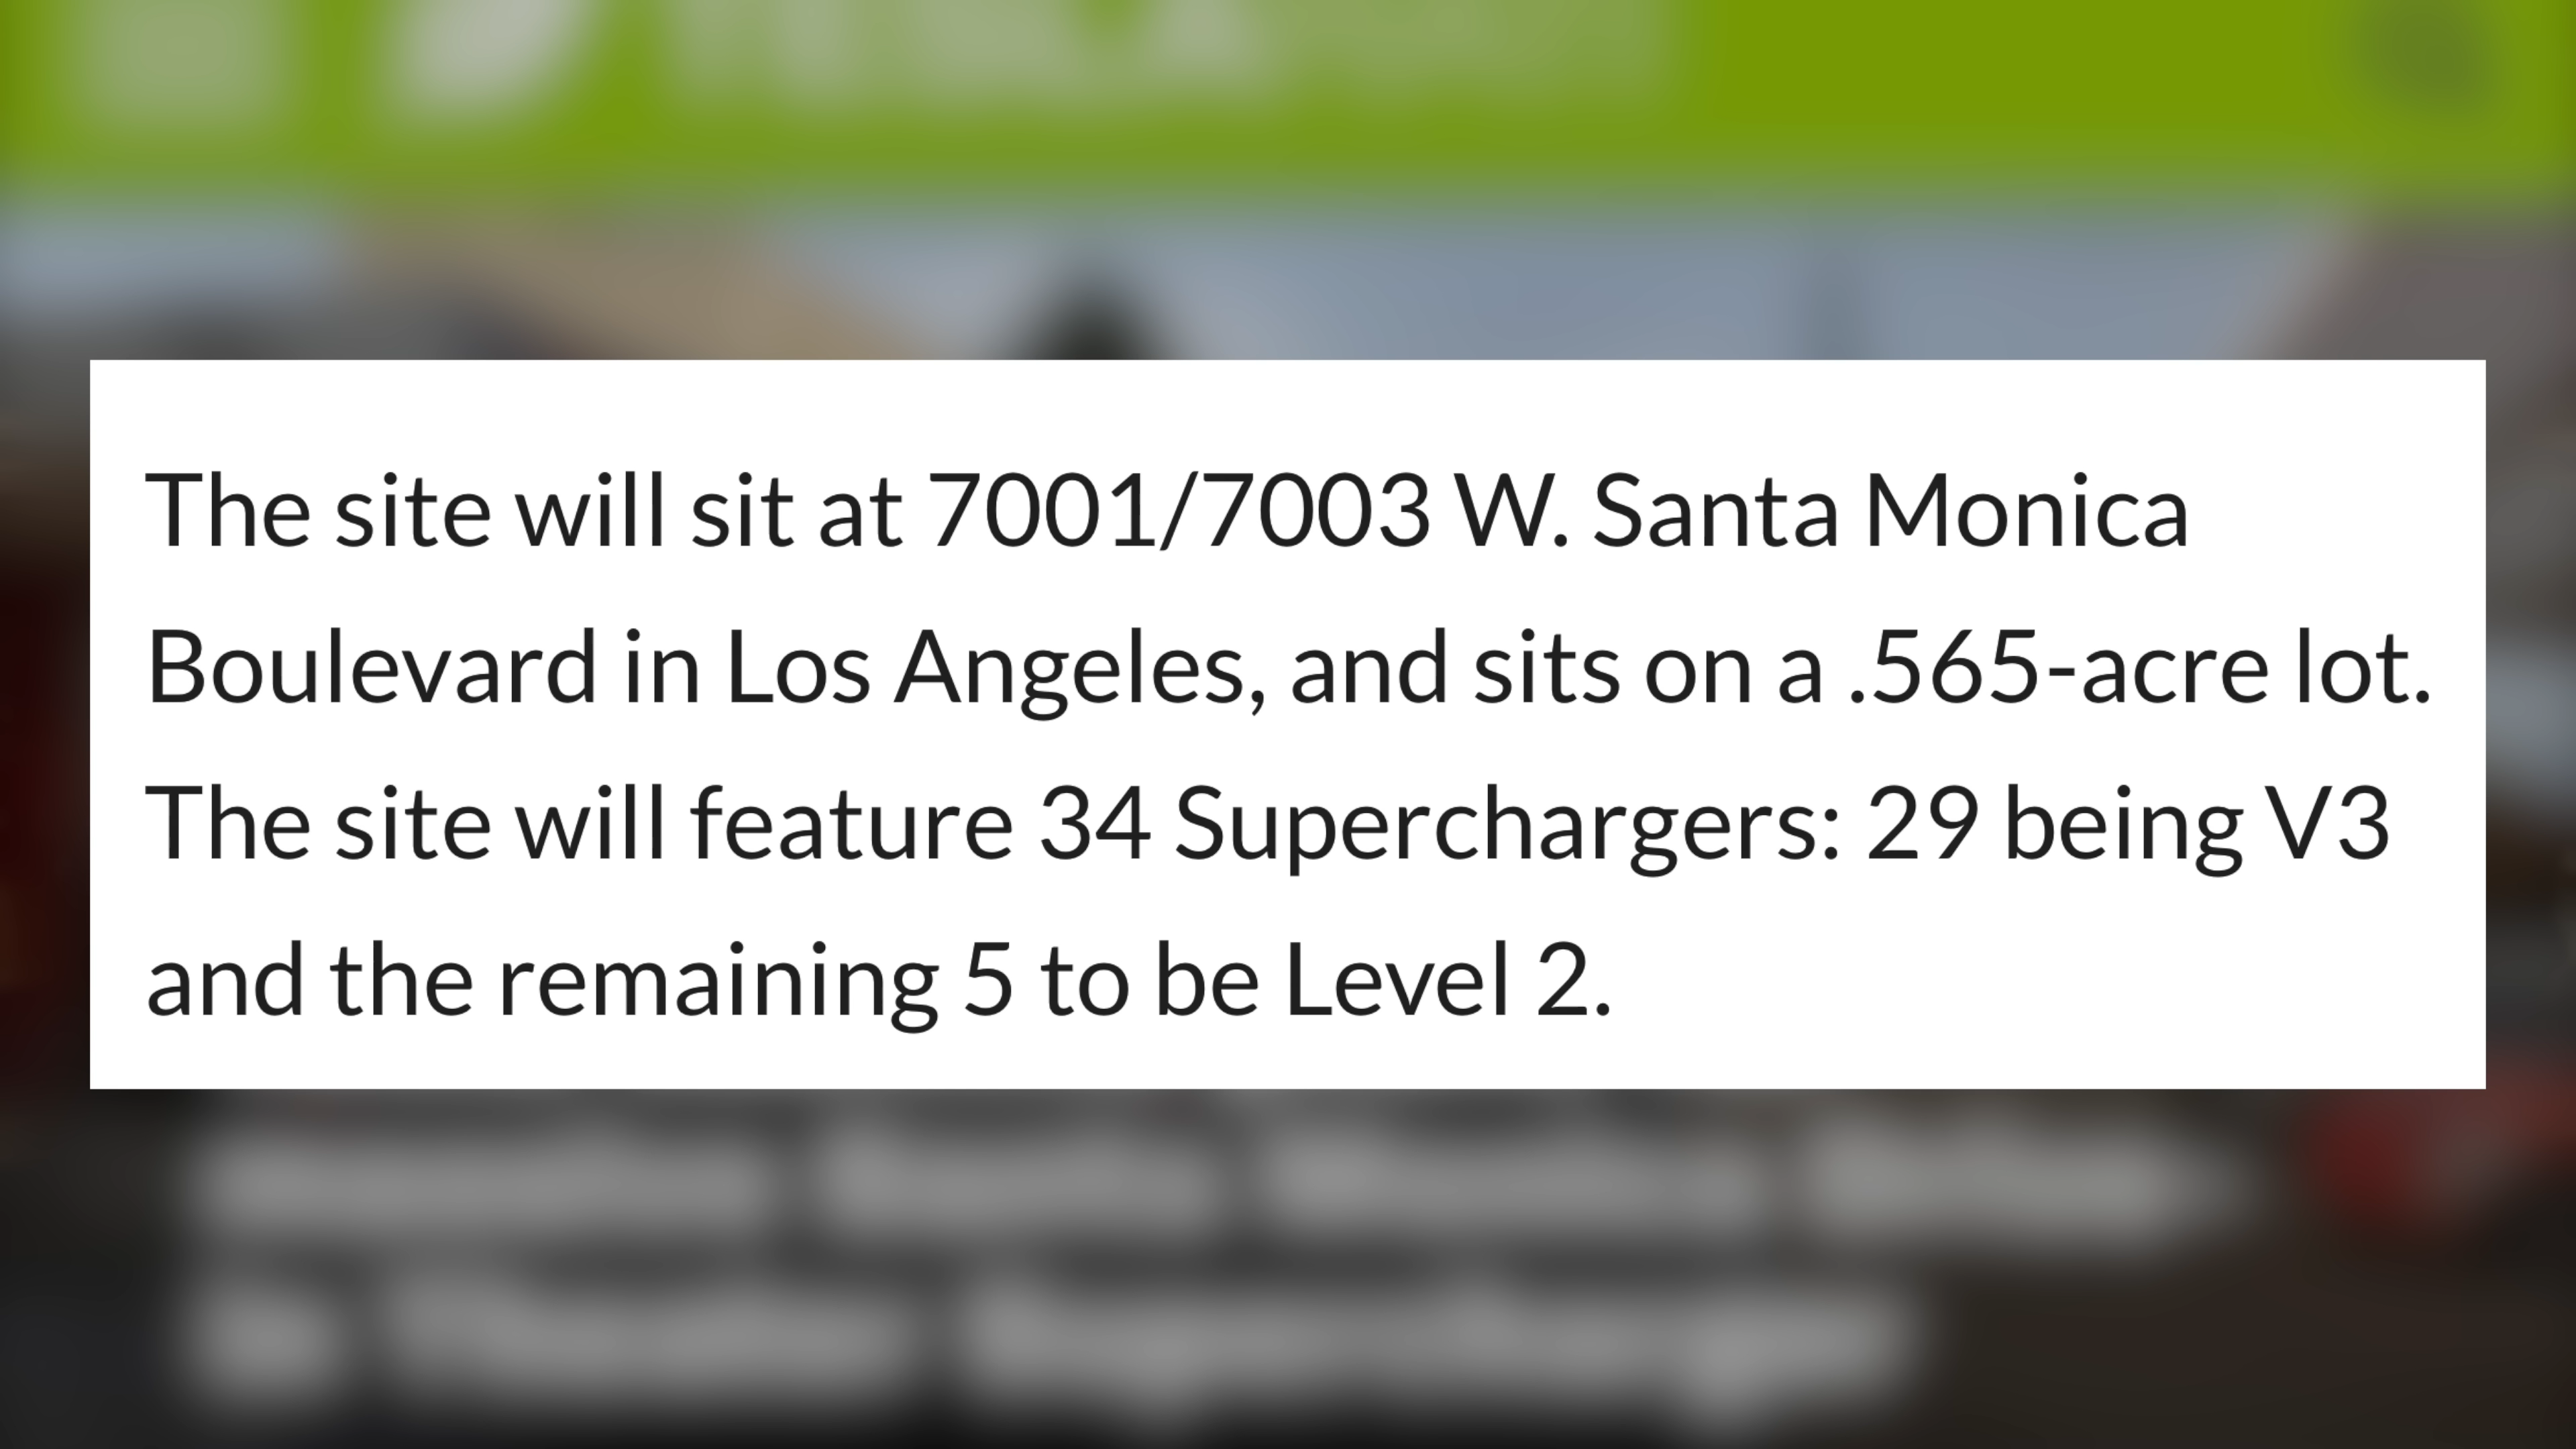 The site will sit at 7001/7003 W. Santa Monica
Boulevard in Los Angeles, and sits on a .565-acre lot.
The site will feature 34 Superchargers: 29 being V3
and the remaining 5 to be Level 2.